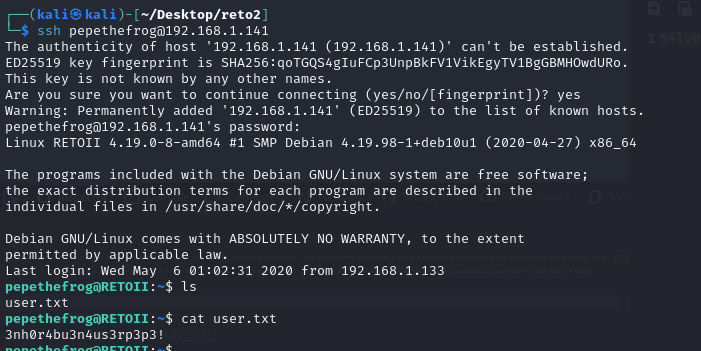 ┌──(kali㉿kali)-[~/Desktop/reto2]
└─$ ssh pepethefrog@192.168.1.141
The authenticity of host '192.168.1.141 (192.168.1.141)' can't be established.
ED25519 key fingerprint is SHA256:qoTGQS4gIuFCp3UnpBkFV1VikEgyTV1BgGBMHOwdURo.
This key is not known by any other names.
Are you sure you want to continue connecting (yes/no/[fingerprint])? yes
Warning: Permanently added '192.168.1.141' (ED25519) to the list of known hosts.
pepethefrog@192.168.1.141's password:
Linux RETOII 4.19.0-8-amd64 #1 SMP Debian 4.19.98-1+deb10u1 (2020-04-27) x86_64
The programs included with the Debian GNU/Linux system are free software;
the exact distribution terms for each program are described in the
individual files in /usr/share/doc/*/copyright.
Debian GNU/Linux comes with ABSOLUTELY NO WARRANTY, to the extent
permitted by applicable law.
Last login: Wed May  6 01:02:31 2020 from 192.168.1.133
pepethefrog@RETOII:~$ ls
user.txt
pepethefrog@RETOII:~$ cat user.txt
3nh0r4bu3n4us3rp3p3!
pepethefrog@RETOII:~$